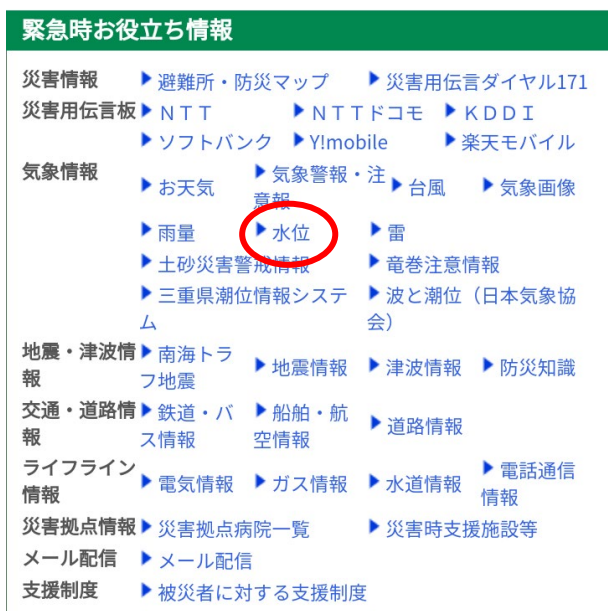 緊急時お役立ち情報
災害情報 避難所・防災マップ 災害用伝言ダイヤル171
災害用伝言板 NTT NTTドコモ KDDI
ソフトバンク Y!mobile 楽天モバイル
気象情報 お天気 気象警報・注意報 台風 気象画像
雨量 水位 雷
土砂災害警戒情報 竜巻注意情報
三重県潮位情報システム 波と潮位（日本気象協会）
地震・津波情報 南海トラフ地震 地震情報 津波情報 防災知識
交通・道路情報 鉄道・バス情報 船舶・航空情報 道路情報
ライフライン情報 電気情報 ガス情報 水道情報 電話通信情報
災害拠点情報 災害拠点病院一覧 災害時支援施設等
メール配信 メール配信
支援制度 被災者に対する支援制度